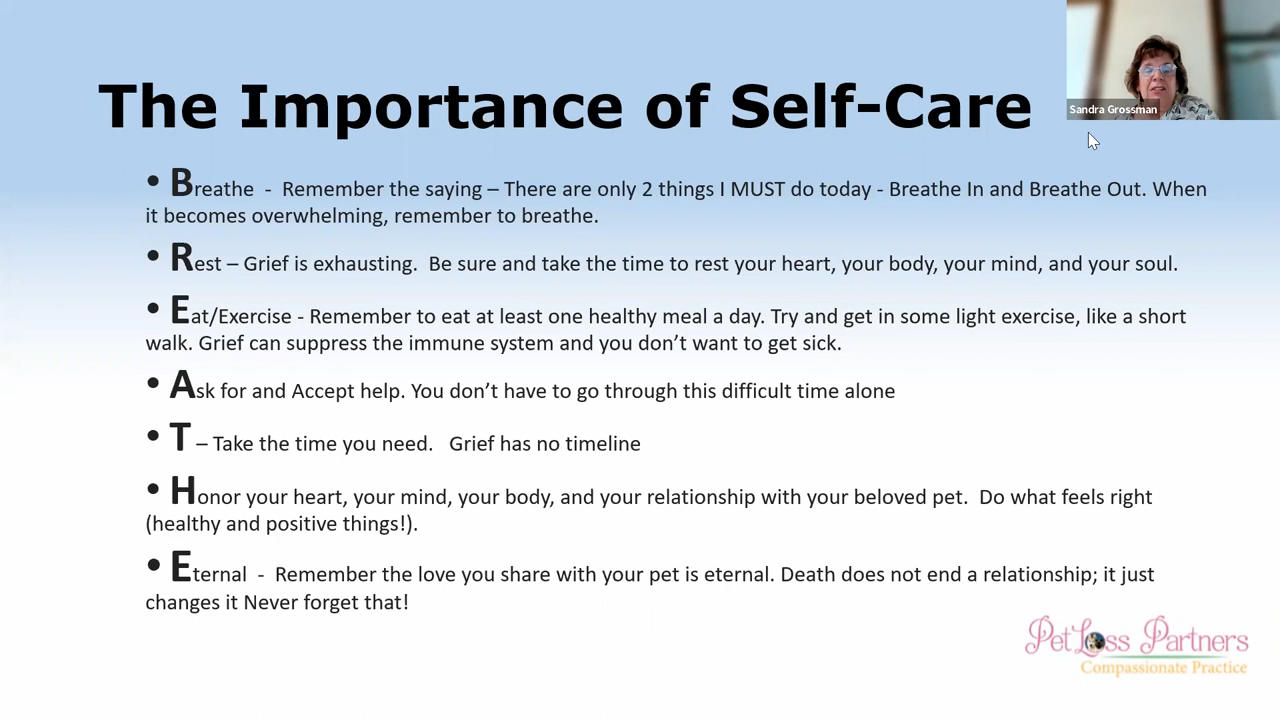 The Importance of Self-Care
Sandra Grossman
• Breathe - Remember the saying – There are only 2 things I MUST do today - Breathe In and Breathe Out. When
it becomes overwhelming, remember to breathe.
• Rest – Grief is exhausting. Be sure and take the time to rest your heart, your body, your mind, and your soul.
• Eat/Exercise - Remember to eat at least one healthy meal a day. Try and get in some light exercise, like a short
walk. Grief can suppress the immune system and you don’t want to get sick.
• Ask for and Accept help. You don’t have to go through this difficult time alone
• T – Take the time you need. Grief has no timeline
• Honor your heart, your mind, your body, and your relationship with your beloved pet. Do what feels right
(healthy and positive things!).
• Eternal - Remember the love you share with your pet is eternal. Death does not end a relationship; it just
changes it Never forget that!
Pet Loss Partners
Compassionate Practice